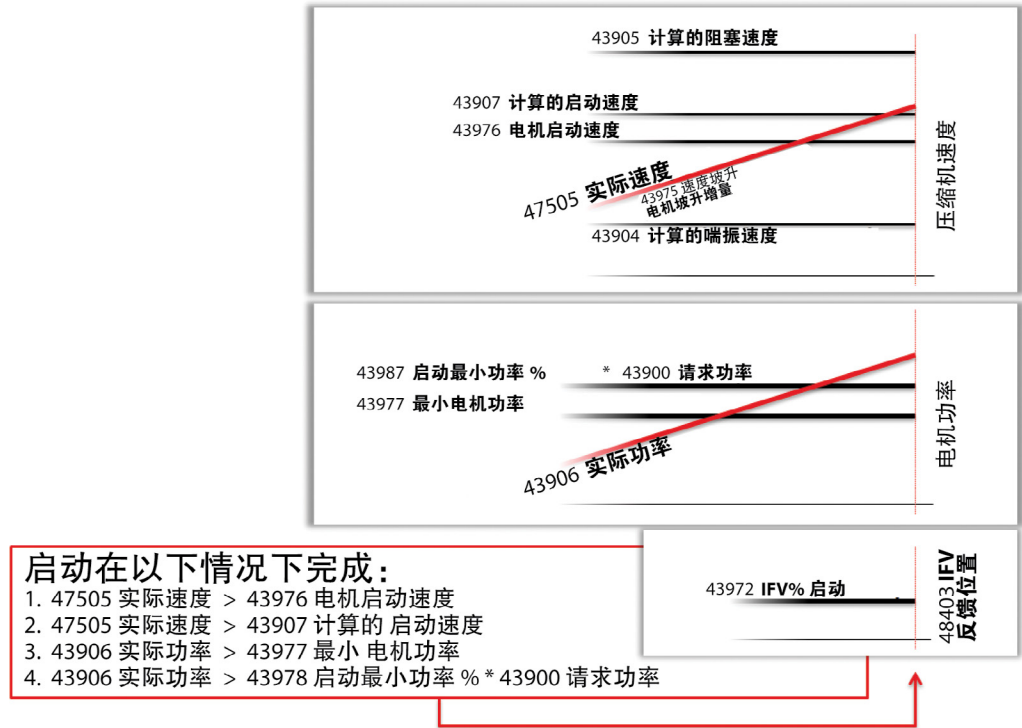 43905 计算的阻塞速度
43907 计算的启动速度
43976 电机启动速度
47505 实际速度
43975 速度坡升
电机坡升增量
43904 计算的喘振速度
压缩机速度
43987 启动最小功率 % * 43900 请求功率
43977 最小电机功率
43906 实际功率
电机功率
43972 IFV% 启动
48403 IFV
反馈位置
启动在以下情况下完成:
1. 47505 实际速度 > 43976 电机启动速度
2. 47505 实际速度 > 43907 计算的 启动速度
3. 43906 实际功率 > 43977 最小 电机功率
4. 43906 实际功率 > 43978 启动最小功率 % * 43900 请求功率